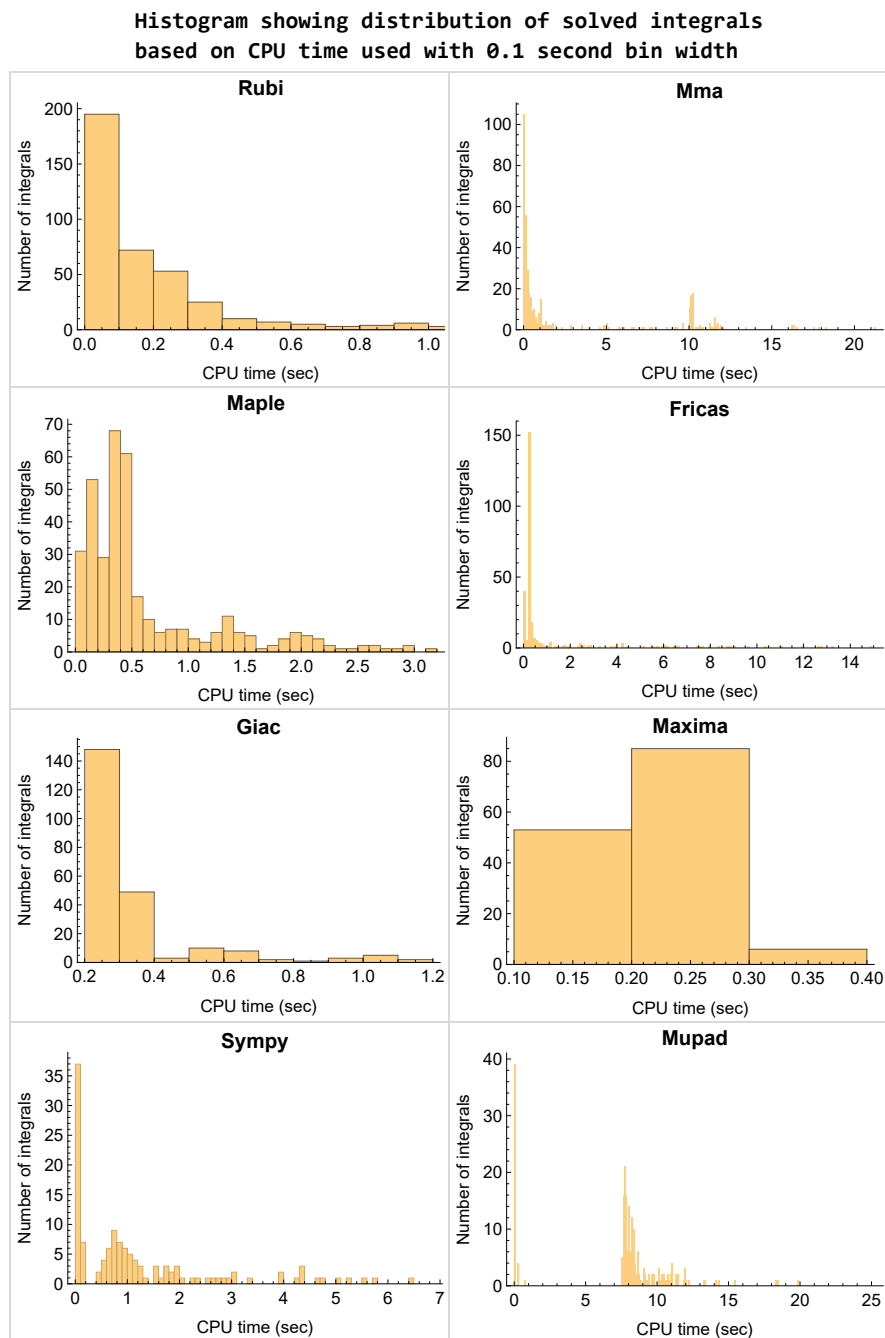 Histogram showing distribution of solved integrals
based on CPU time used with 0.1 second bin width
Rubi
Number of integrals
0 50 100 150 200
0.0 0.2 0.4 0.6 0.8 1.0
CPU time (sec)
Mma
Number of integrals
0 20 40 60 80 100
0 5 10 15 20
CPU time (sec)
Maple
Number of integrals
0 10 20 30 40 50 60 70
0.0 0.5 1.0 1.5 2.0 2.5 3.0
CPU time (sec)
Fricas
Number of integrals
0 50 100 150
0 2 4 6 8 10 12 14
CPU time (sec)
Giac
Number of integrals
0 20 40 60 80 100 120 140
0.2 0.4 0.6 0.8 1.0 1.2
CPU time (sec)
Maxima
Number of integrals
0 20 40 60 80
0.10 0.15 0.20 0.25 0.30 0.35 0.40
CPU time (sec)
Sympy
Number of integrals
0 5 10 15 20 25 30 35
0 1 2 3 4 5 6 7
CPU time (sec)
Mupad
Number of integrals
0 10 20 30 40
0 5 10 15 20 25
CPU time (sec)